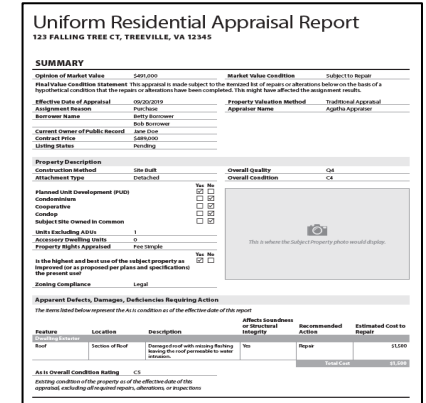 Uniform Residential Appraisal Report
123 FALLING TREE CT, TREEVILLE, VA 12345
SUMMARY
Opinion of Market Value $491,000 Market Value Condition Subject to Repair
Final Value Condition Statement This appraisal is made subject to the itemized list of repairs or alterations below on the basis of a
hypothetical condition that the repairs or alterations have been completed. This might have affected the assignment results.
Effective Date of Appraisal 09/20/2019 Property Valuation Method Traditional Appraisal
Assignment Reason Purchase Appraiser Name Agatha Appraiser
Borrower Name Betty Borrower
Bob Borrower
Current Owner of Public Record Jane Doe
Contract Price $489,000
Listing Status Pending
Property Description
Construction Method Site Built Overall Quality Q4
Attachment Type Detached Overall Condition C4
Yes No
Planned Unit Development (PUD)
Condominium
Cooperative
Condop
Subject Site Owned in Common
This is where the Subject Property photo would display.
Units Excluding ADUs 1
Accessory Dwelling Units 0
Property Rights Appraised Fee Simple
Yes No
Is the highest and best use of the subject property as
improved (or as proposed per plans and specifications)
the present use?
Zoning Compliance Legal
Apparent Defects, Damages, Deficiencies Requiring Action
The items listed below represent the As Is condition as of the effective date of this report
Feature Location Description Affects Soundness or Structural Integrity Recommended Action Estimated Cost to Repair
Dwelling Exterior
Roof Section of Roof Damaged roof with missing flashing Yes Repair $1,500
leaving the roof permeable to water
intrusion.
Total Cost $1,500
As Is Overall Condition Rating C5
Existing condition of the property as of the effective date of this
appraisal, excluding all required repairs, alterations, or inspections